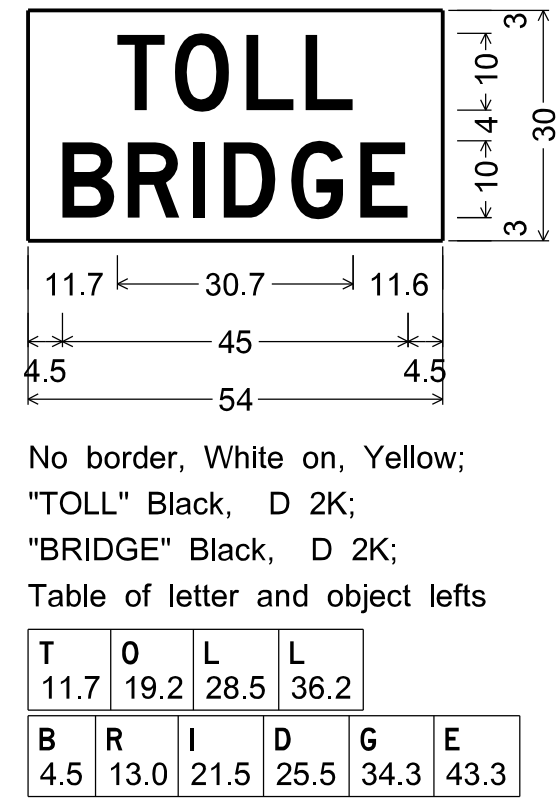 TOLL
BRIDGE
3
10
4
10
3
30
11.7 30.7 11.6
45
4.5 4.5
54
No border, White on, Yellow;
"TOLL" Black, D 2K;
"BRIDGE" Black, D 2K;
Table of letter and object lefts
T O L L
11.7 19.2 28.5 36.2
B R I D G E
4.5 13.0 21.5 25.5 34.3 43.3